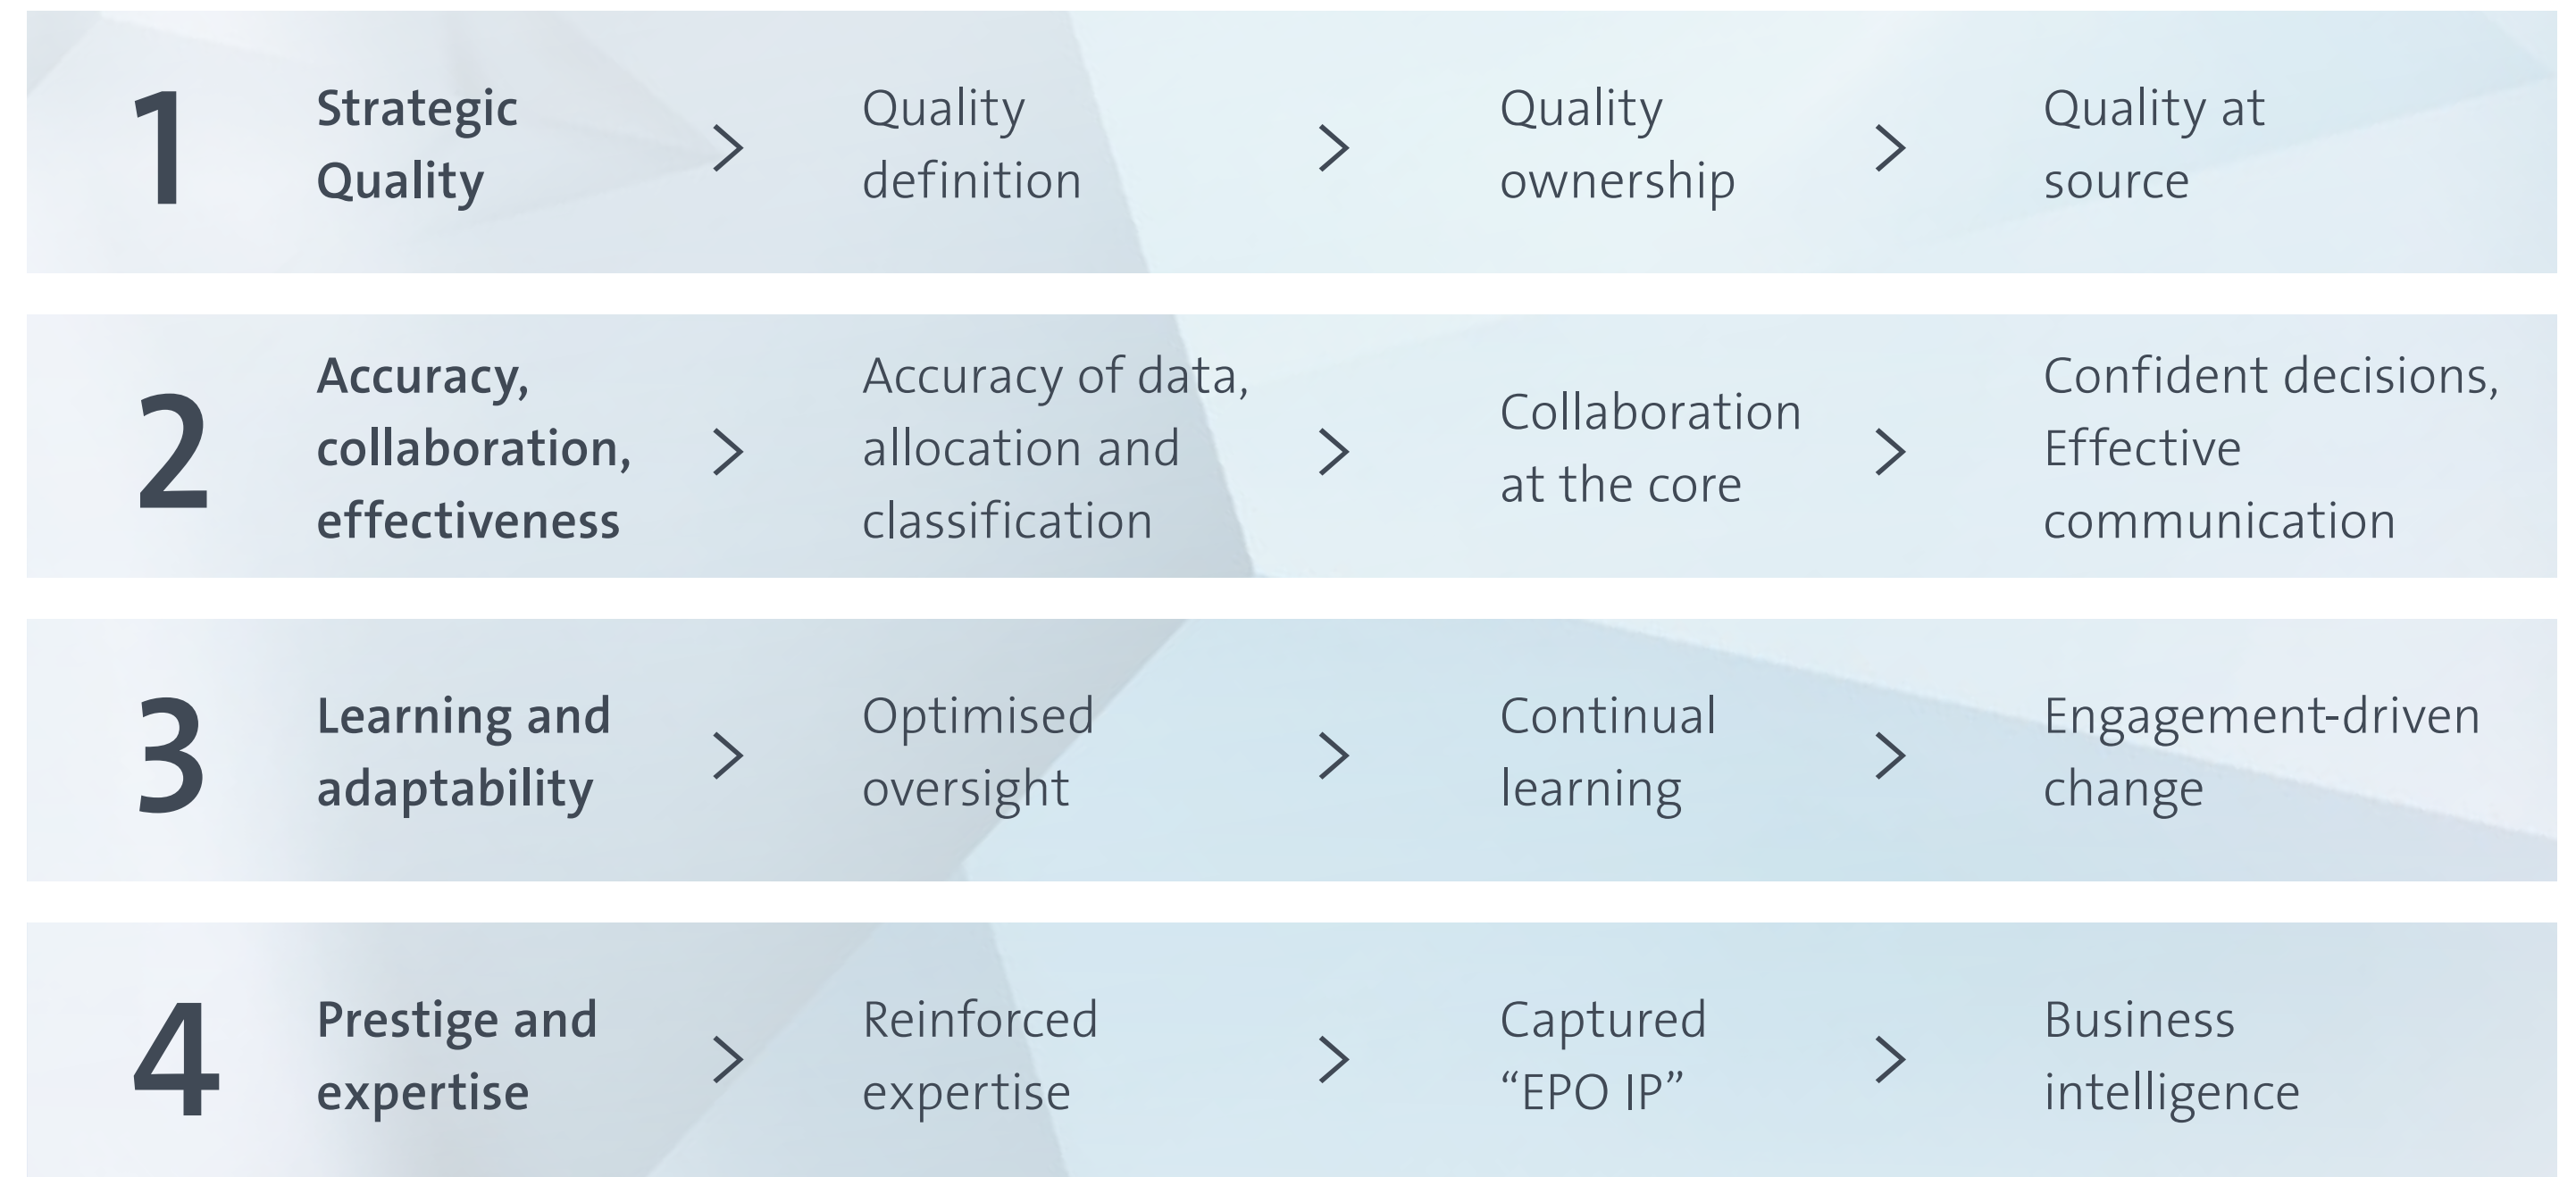 1
Strategic
Quality
>
Quality
definition
>
Quality
ownership
>
Quality at
source
2
Accuracy,
collaboration,
effectiveness
>
Accuracy of data,
allocation and
classification
>
Collaboration
at the core
>
Confident decisions,
Effective
communication
3
Learning and
adaptability
>
Optimised
oversight
>
Continual
learning
>
Engagement-driven
change
4
Prestige and
expertise
>
Reinforced
expertise
>
Captured
“EPO IP”
>
Business
intelligence